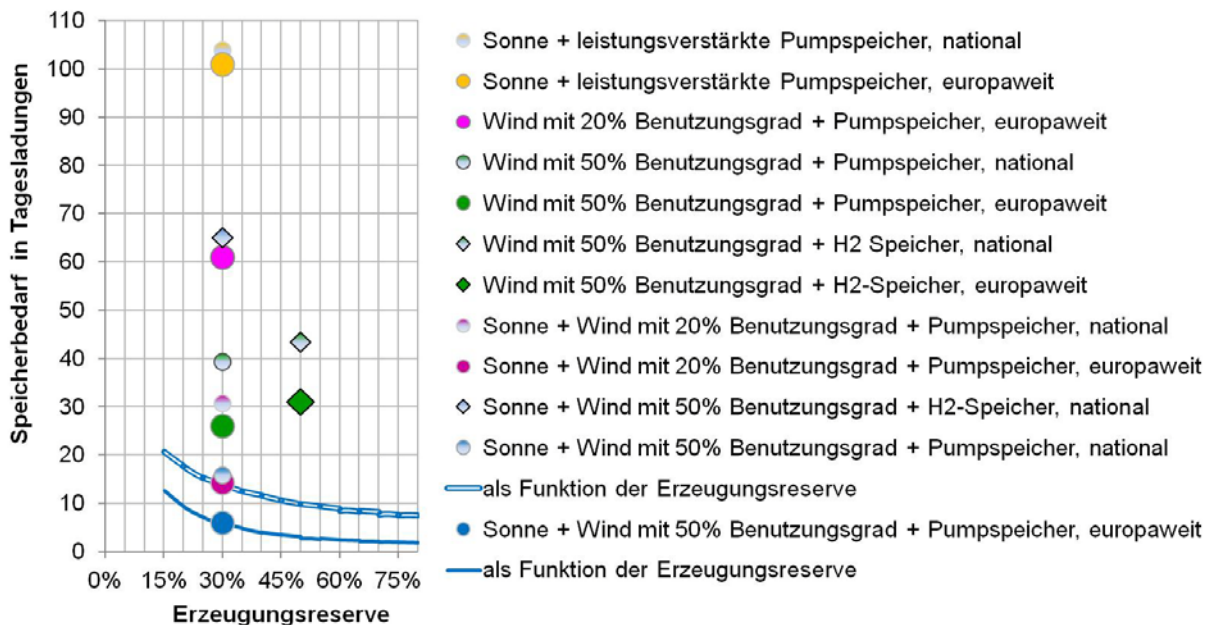 110
100
90
80
70
60
50
40
30
20
10
0
Speicherbedarf in Tagesladungen
0% 15% 30% 45% 60% 75%
Erzeugungsreserve
Sonne + leistungsverstärkte Pumpspeicher, national
Sonne + leistungsverstärkte Pumpspeicher, europaweit
Wind mit 20% Benutzungsgrad + Pumpspeicher, europaweit
Wind mit 50% Benutzungsgrad + Pumpspeicher, national
Wind mit 50% Benutzungsgrad + Pumpspeicher, europaweit
Wind mit 50% Benutzungsgrad + H2 Speicher, national
Wind mit 50% Benutzungsgrad + H2-Speicher, europaweit
Sonne + Wind mit 20% Benutzungsgrad + Pumpspeicher, national
Sonne + Wind mit 20% Benutzungsgrad + Pumpspeicher, europaweit
Sonne + Wind mit 50% Benutzungsgrad + H2-Speicher, national
Sonne + Wind mit 50% Benutzungsgrad + Pumpspeicher, national
als Funktion der Erzeugungsreserve
Sonne + Wind mit 50% Benutzungsgrad + Pumpspeicher, europaweit
als Funktion der Erzeugungsreserve